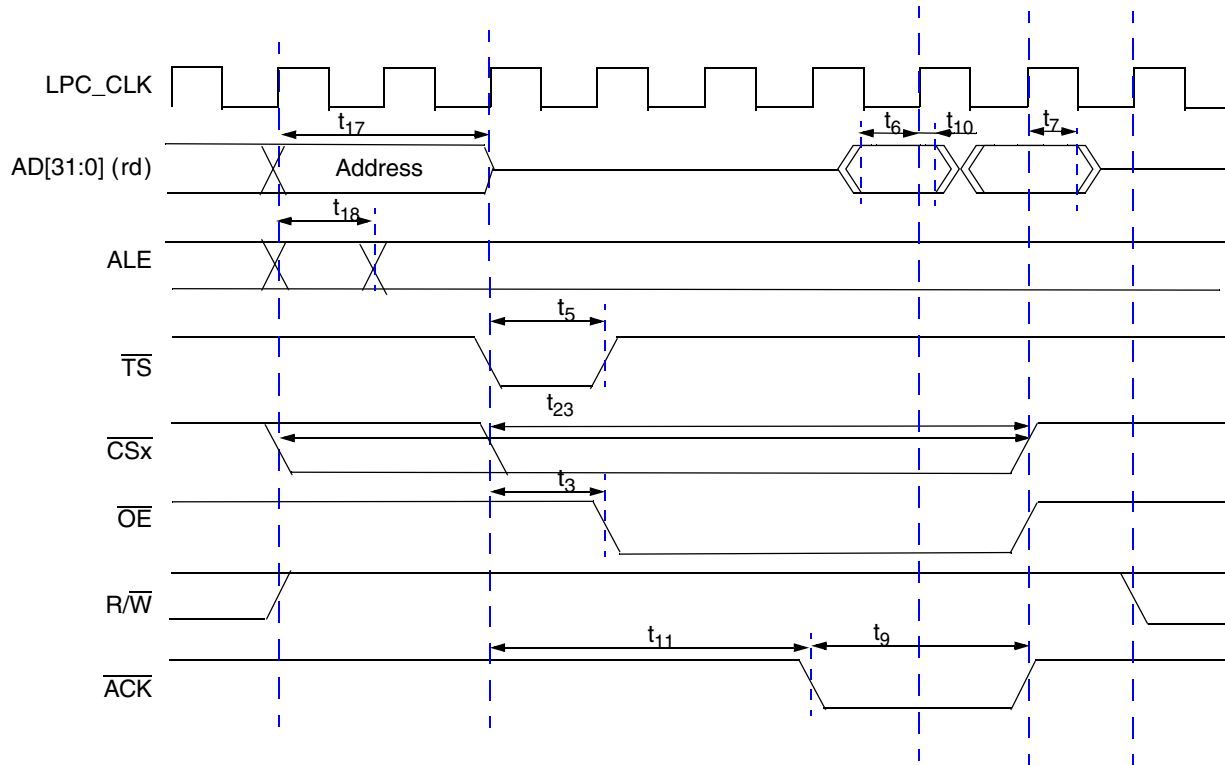 LPC_CLK
t17
t6
t10
t7
AD[31:0] (rd)
Address
t18
ALE
t5
TS
t23
CSx
t3
OE
R/W
t11
t9
ACK